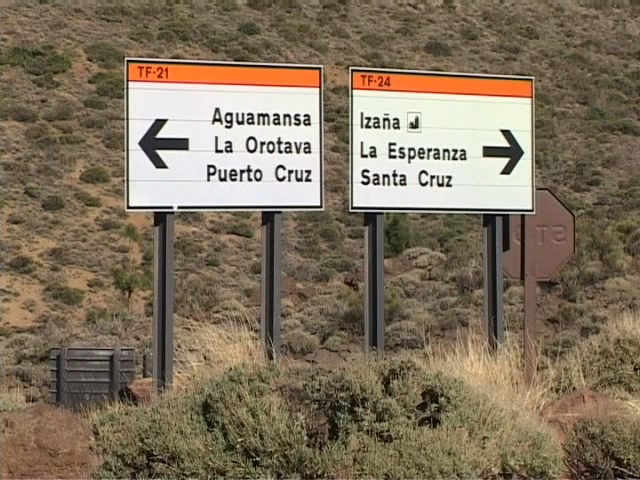 TF-21
Aguamansa
La Orotava
Puerto Cruz
TF-24
Izaña
La Esperanza
Santa Cruz